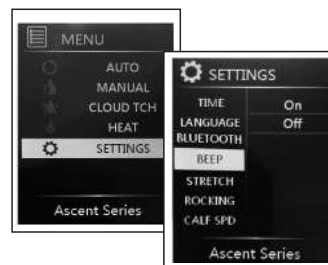 MENU
AUTO
MANUAL
CLOUD TCH
HEAT
SETTINGS
Ascent Series
SETTINGS
TIME On
LANGUAGE Off
BLUETOOTH
BEEP
STRETCH
ROCKING
CALF SPD
Ascent Series